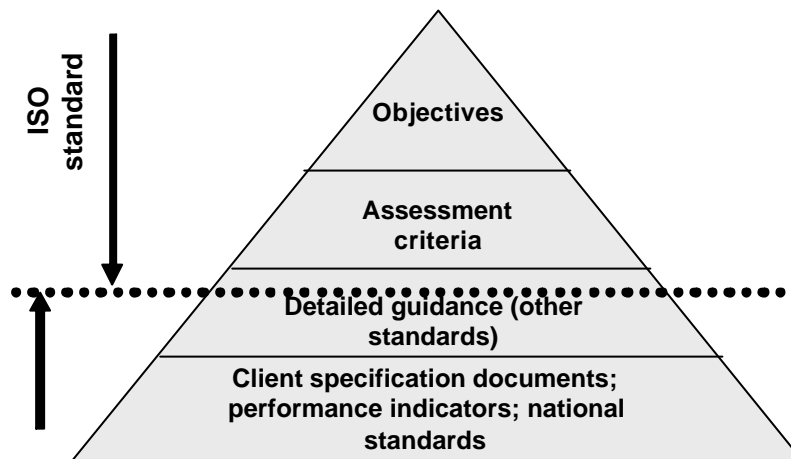 ISO
standard
Objectives
Assessment
criteria
Detailed guidance (other
standards)
Client specification documents;
performance indicators; national
standards